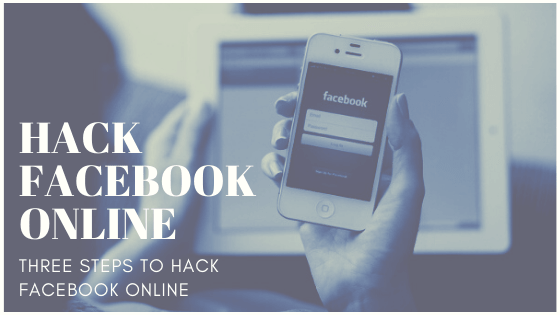 facebook
HACK
FACEBOOK
ONLINE
THREE STEPS TO HACK
FACEBOOK ONLINE